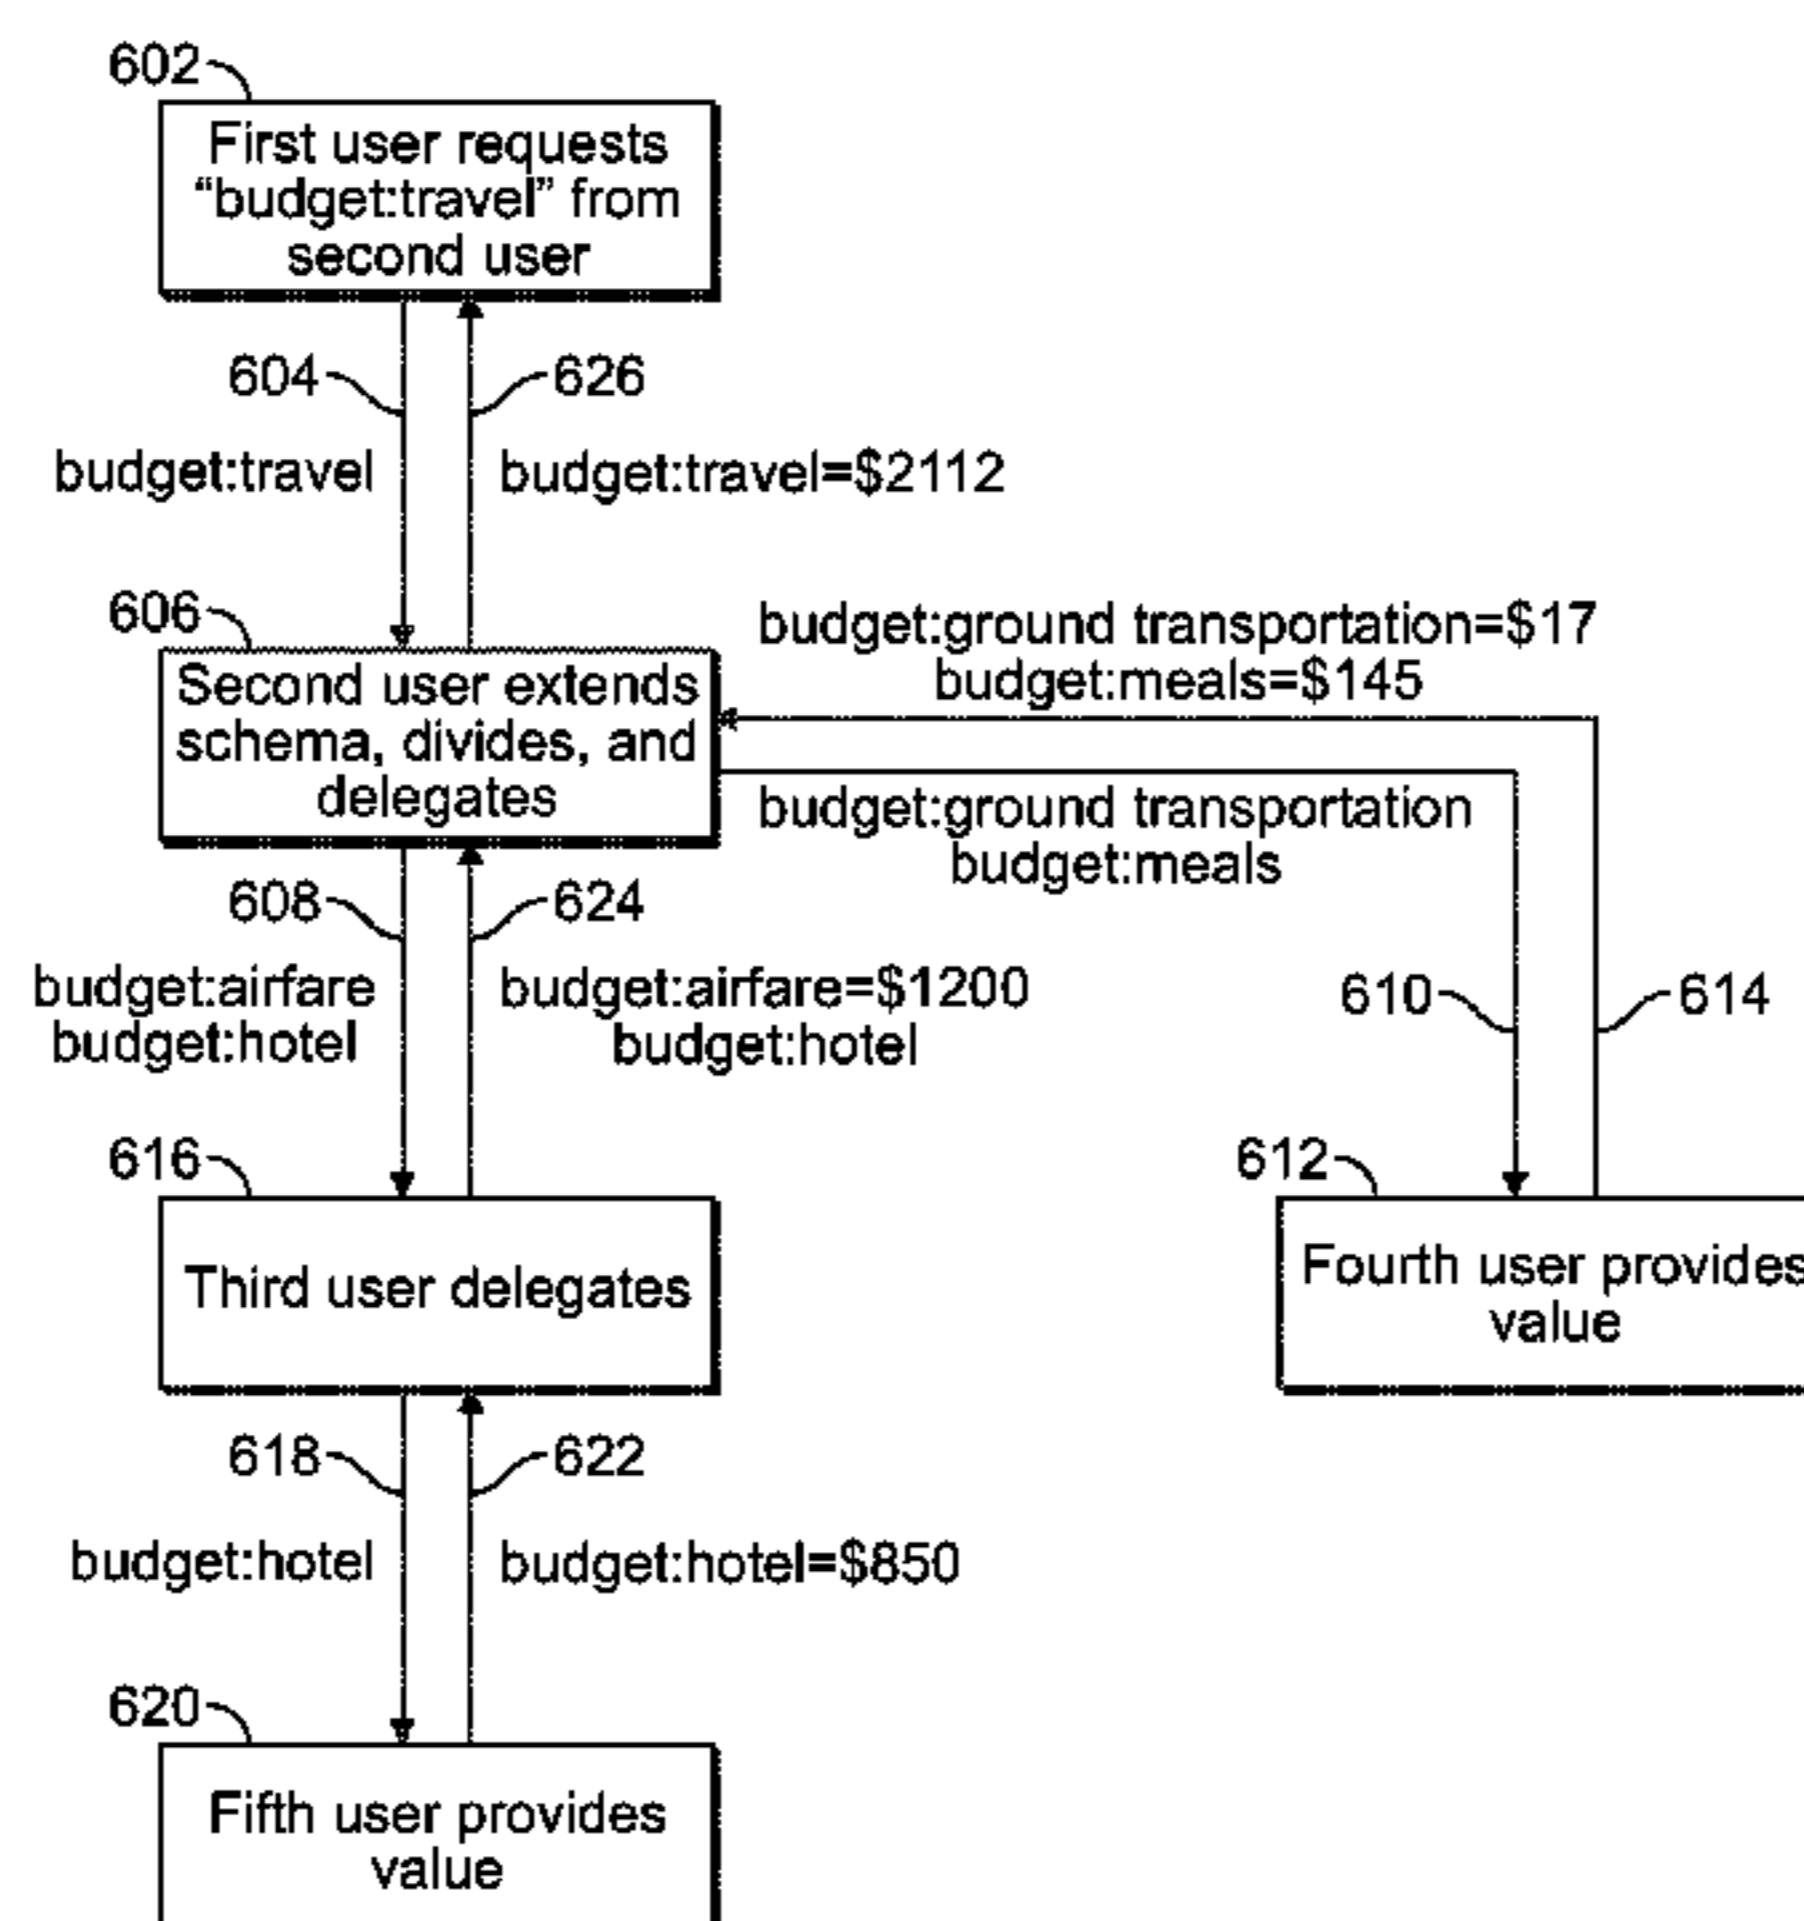 602
First user requests
“budget:travel” from
second user
604
626
budget:travel
budget:travel=$2112
606
budget:ground transportation=$17
budget:meals=$145
Second user extends
schema, divides, and
delegates
budget:ground transportation
budget:meals
608
624
budget:airfare
budget:hotel
budget:airfare=$1200
budget:hotel
610
614
616
612
Third user delegates
Fourth user provides
value
618
622
budget:hotel
budget:hotel=$850
620
Fifth user provides
value